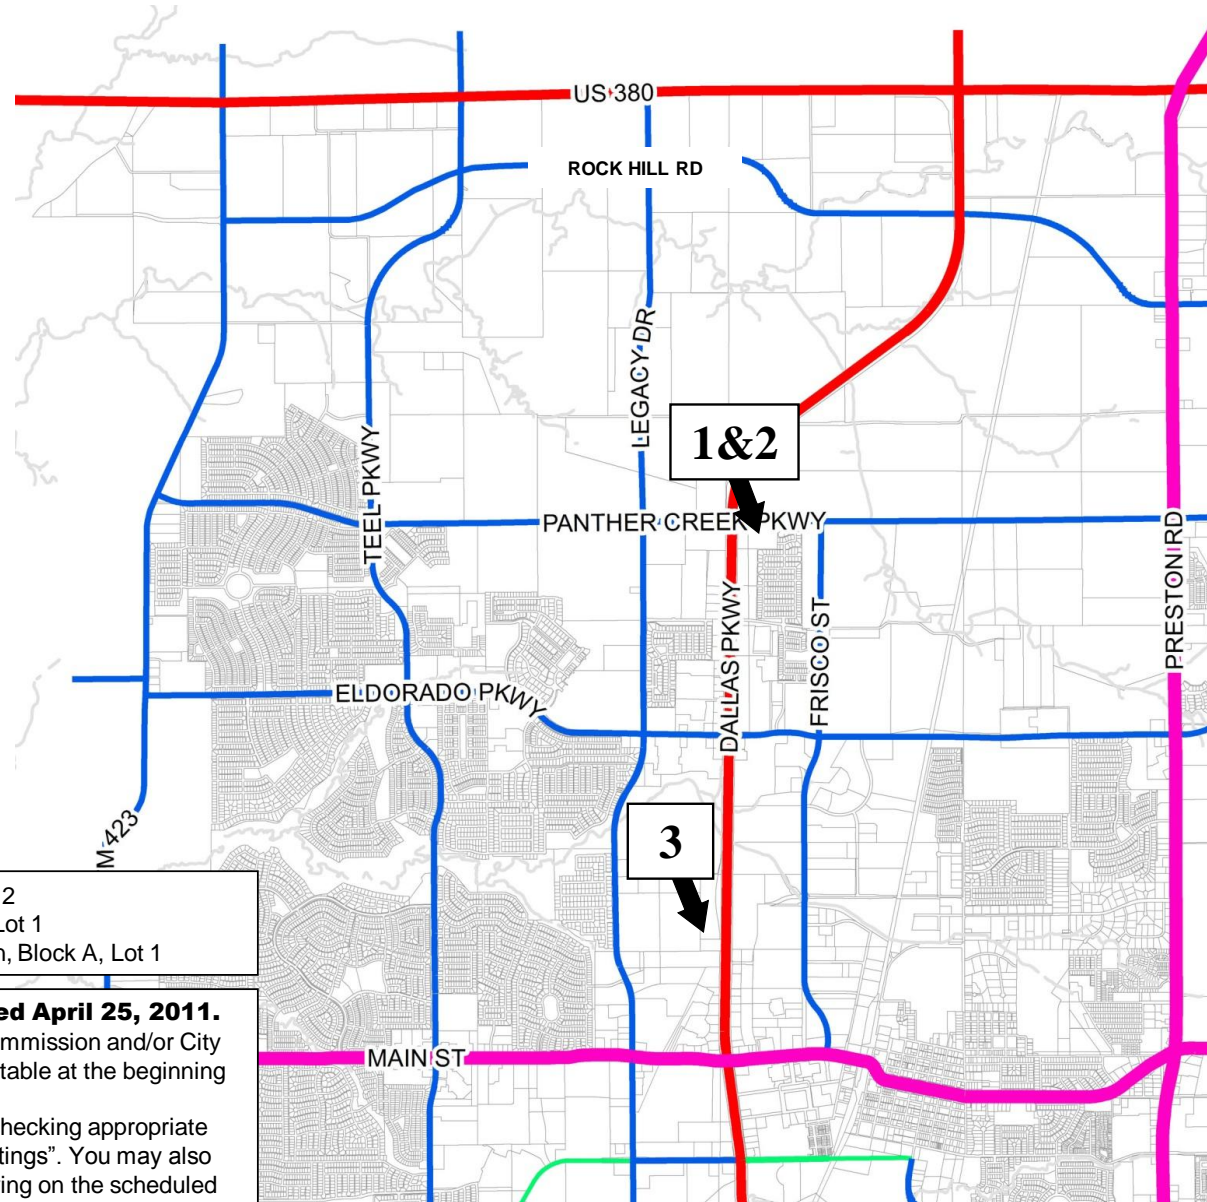 US 380
ROCK HILL RD
LEGACY DR
1&2
TEEL PKWY
PANTHER CREEK PKWY
PRESTON RD
DALLAS PKWY
FRISCO ST
ELDORADO PKWY
3
M 423
2
Lot 1
n, Block A, Lot 1
ed April 25, 2011.
mmission and/or City
table at the beginning
MAIN ST
hecking appropriate
tings”. You may also
ring on the scheduled